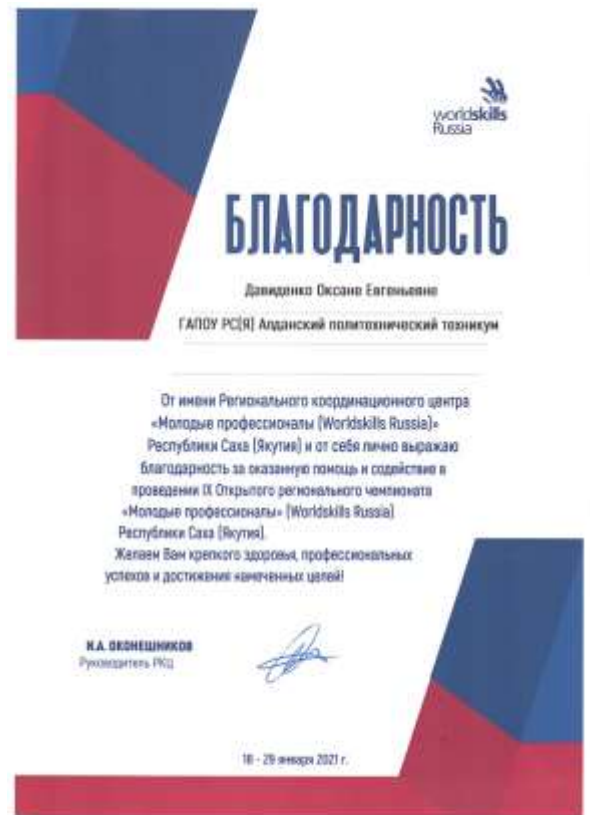 worldskills
Russia
БЛАГОДАРНОСТЬ
Давиденко Оксане Евгеньевне
ГАПОУ РС(Я) Алданский политехнический техникум
От имени Регионального координационного центра
«Молодые профессионалы (Worldskills Russia)»
Республики Саха (Якутия) и от себя лично выражаю
благодарность за оказанную помощь и содействие в
проведении IX Открытого регионального чемпионата
«Молодые профессионалы» (Worldskills Russia)
Республики Саха (Якутия).
Желаем Вам крепкого здоровья, профессиональных
успехов и достижения намеченных целей!
Н.А. ОКОНЕШНИКОВ
Руководитель РКЦ
- 29 января 2021 г.